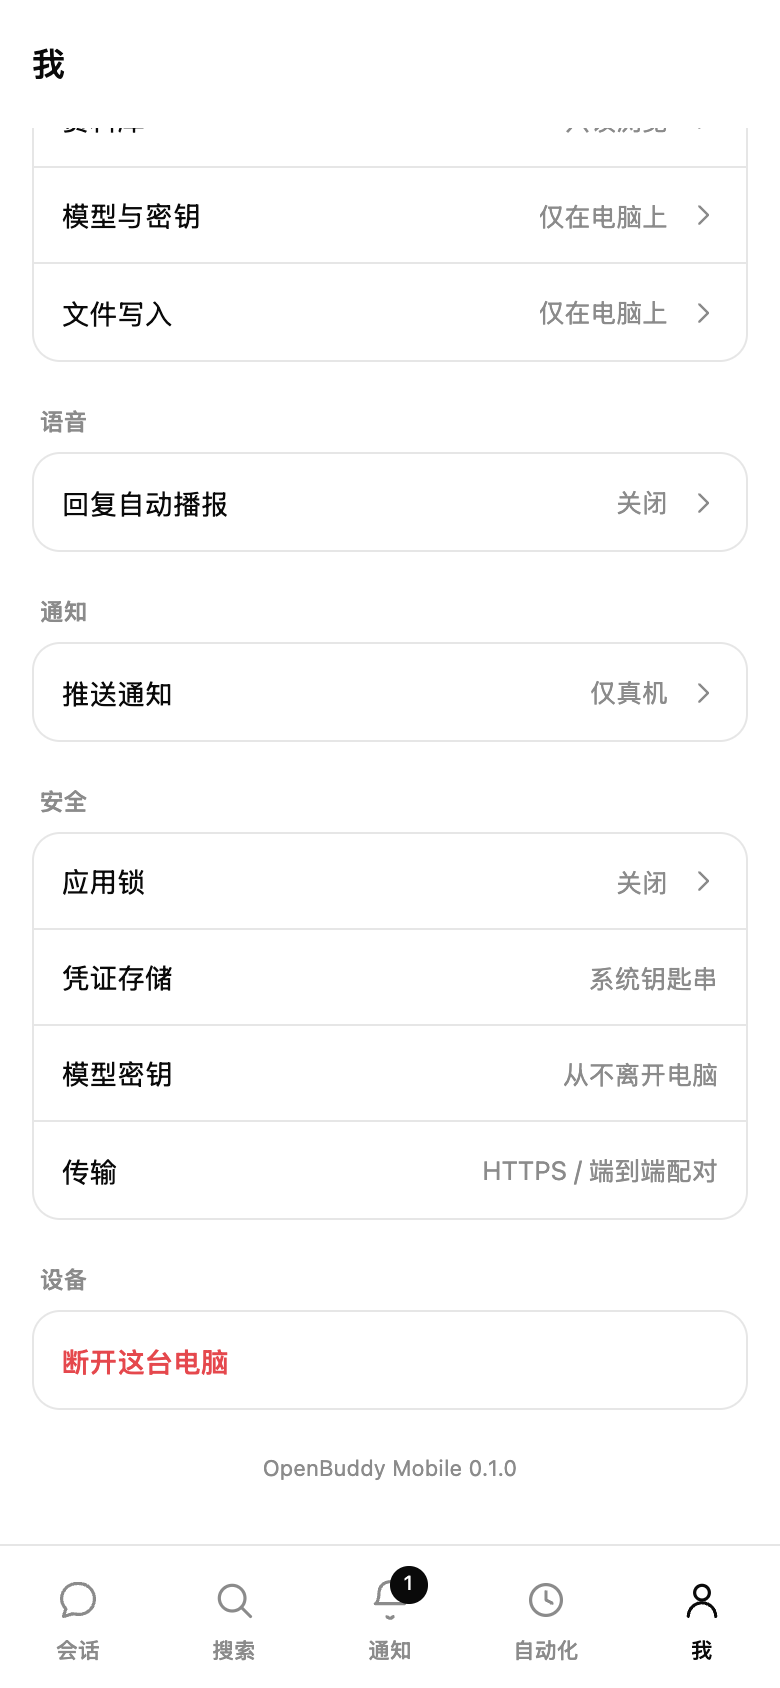 我
模型与密钥 仅在电脑上
文件写入 仅在电脑上
语音
回复自动播报 关闭
通知
推送通知 仅真机
安全
应用锁 关闭
凭证存储 系统钥匙串
模型密钥 从不离开电脑
传输 HTTPS / 端到端配对
设备
断开这台电脑
OpenBuddy Mobile 0.1.0
1
会话 搜索 通知 自动化 我